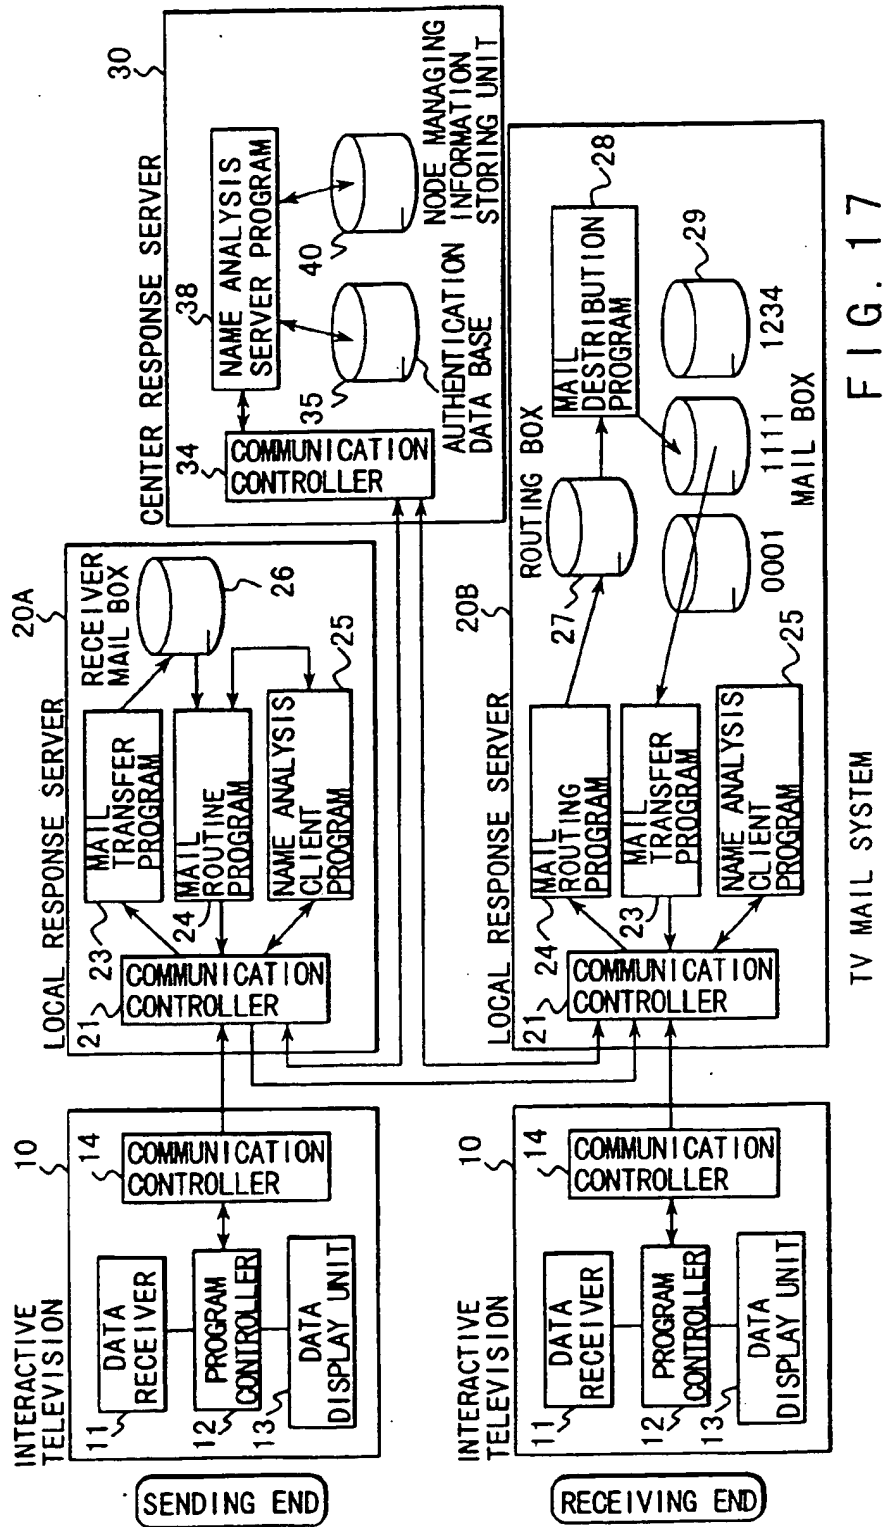 SENDING END
INTERACTIVE
TELEVISION
10
DATA
RECEIVER
11
PROGRAM
CONTROLLER
12
DATA
DISPLAY UNIT
13
14
COMMUNICATION
CONTROLLER
LOCAL RESPONSE SERVER
20A
21
COMMUNICATION
CONTROLLER
23
MAIL
TRANSFER
PROGRAM
24
MAIL
ROUTINE
PROGRAM
NAME ANALYSIS
CLIENT
PROGRAM
25
RECEIVER
MAIL BOX
26
CENTER RESPONSE SERVER
30
34
COMMUNICATION
CONTROLLER
38
NAME ANALYSIS
SERVER PROGRAM
35
AUTHENTICATION
DATA BASE
40
NODE MANAGING
INFORMATION
STORING UNIT
RECEIVING END
INTERACTIVE
TELEVISION
10
DATA
RECEIVER
11
PROGRAM
CONTROLLER
12
DATA
DISPLAY UNIT
13
14
COMMUNICATION
CONTROLLER
LOCAL RESPONSE SERVER
20B
21
COMMUNICATION
CONTROLLER
24
MAIL
ROUTING
PROGRAM
23
MAIL
TRANSFER
PROGRAM
NAME ANALYSIS
CLIENT
PROGRAM
25
ROUTING BOX
27
MAIL
DESTRIBUTION
PROGRAM
28
29
0001
1111
1234
MAIL BOX
TV MAIL SYSTEM
FIG. 17